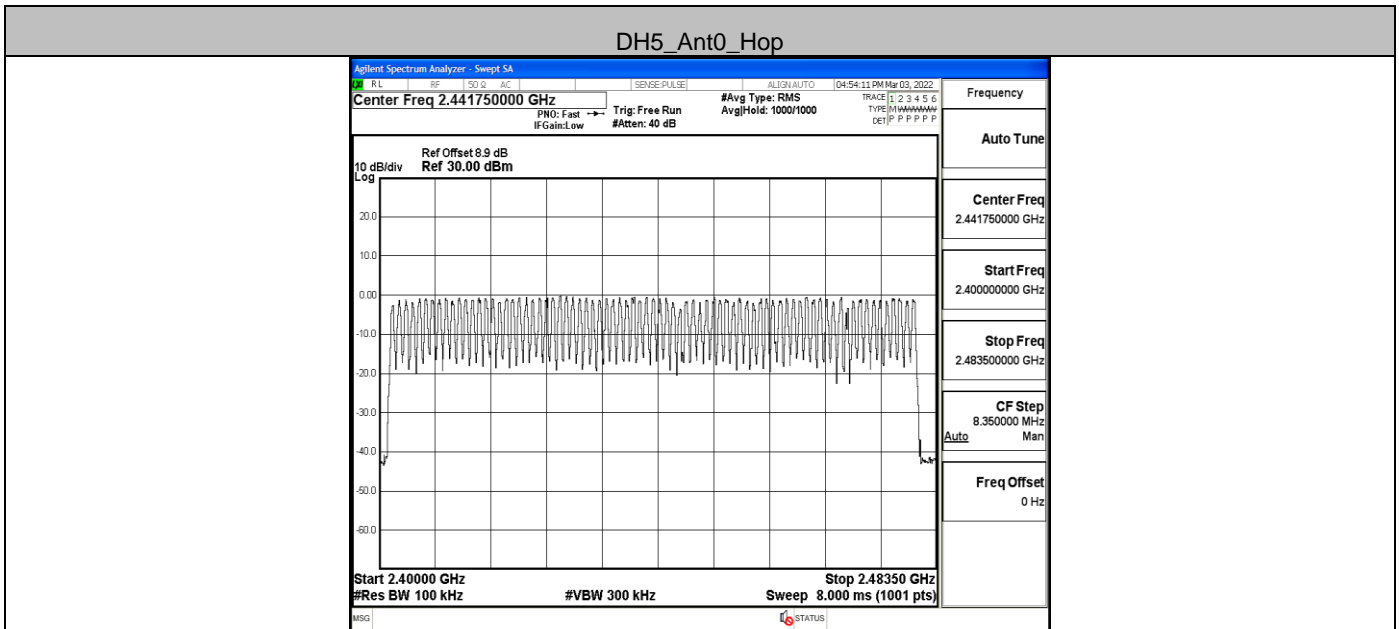 DH5_Ant0_Hop
Agilent Spectrum Analyzer - Swept SA
RL RF 50 Ω AC SENSE:PULSE ALIGN AUTO 04:54:11 PM Mar 03, 2022
Center Freq 2.441750000 GHz
PNO: Fast
IFGain:Low
Trig: Free Run
#Atten: 40 dB
#Avg Type: RMS
Avg|Hold: 1000/1000
TRACE 1 2 3 4 5 6
TYPE M WWWWW
DET P P P P P P
Ref Offset 8.9 dB
10 dB/div Ref 30.00 dBm
Log
20.0
10.0
0.00
-10.0
-20.0
-30.0
-40.0
-50.0
-60.0
Start 2.40000 GHz Stop 2.48350 GHz
#Res BW 100 kHz #VBW 300 kHz Sweep 8.000 ms (1001 pts)
MSG STATUS
Frequency
Auto Tune
Center Freq
2.441750000 GHz
Start Freq
2.400000000 GHz
Stop Freq
2.483500000 GHz
CF Step
8.350000 MHz
Auto Man
Freq Offset
0 Hz